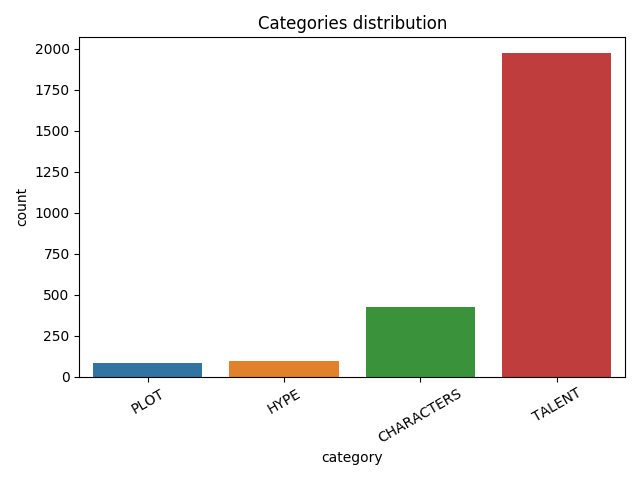 Categories distribution
2000
1750
1500
1250
1000
750
500
250
0
count
PLOT
HYPE
CHARACTERS
TALENT
category